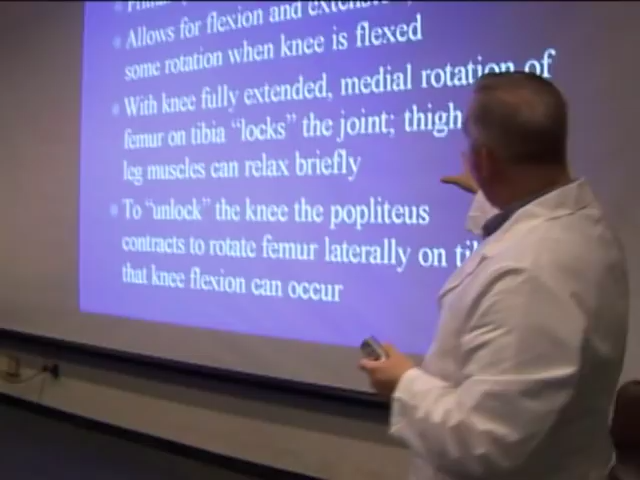 Allows for flexion and
some rotation when knee is flexed
With knee fully extended, medial rotation of
femur on tibia "locks" the joint; thigh
leg muscles can relax briefly
To "unlock" the knee the popliteus
contracts to rotate femur laterally on
that knee flexion can occur